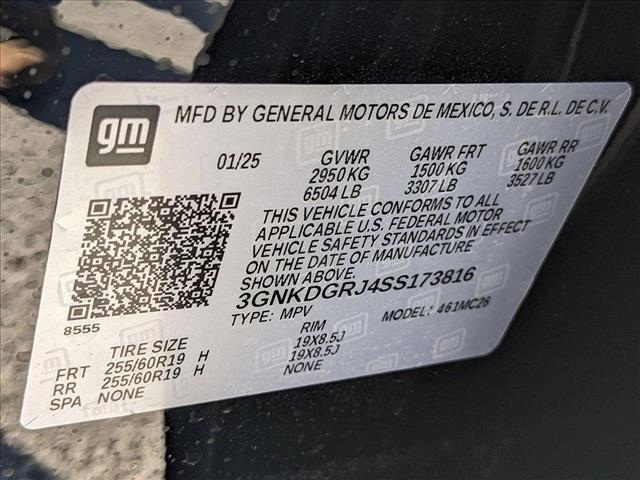 gm
MFD BY GENERAL MOTORS DE MEXICO, S. DE R.L. DE C.V.
01/25 GVWR GAWR FRT GAWR RR
2950 KG 1500 KG 1600 KG
6504 LB 3307 LB 3527 LB
THIS VEHICLE CONFORMS TO ALL
APPLICABLE U.S. FEDERAL MOTOR
VEHICLE SAFETY STANDARDS IN EFFECT
ON THE DATE OF MANUFACTURE
SHOWN ABOVE.
3GNKDGRJ4SS173816
8555 TYPE: MPV MODEL: 461MC26
TIRE SIZE RIM
FRT 255/60R19 H 19X8.5J
RR 255/60R19 H 19X8.5J
SPA NONE NONE